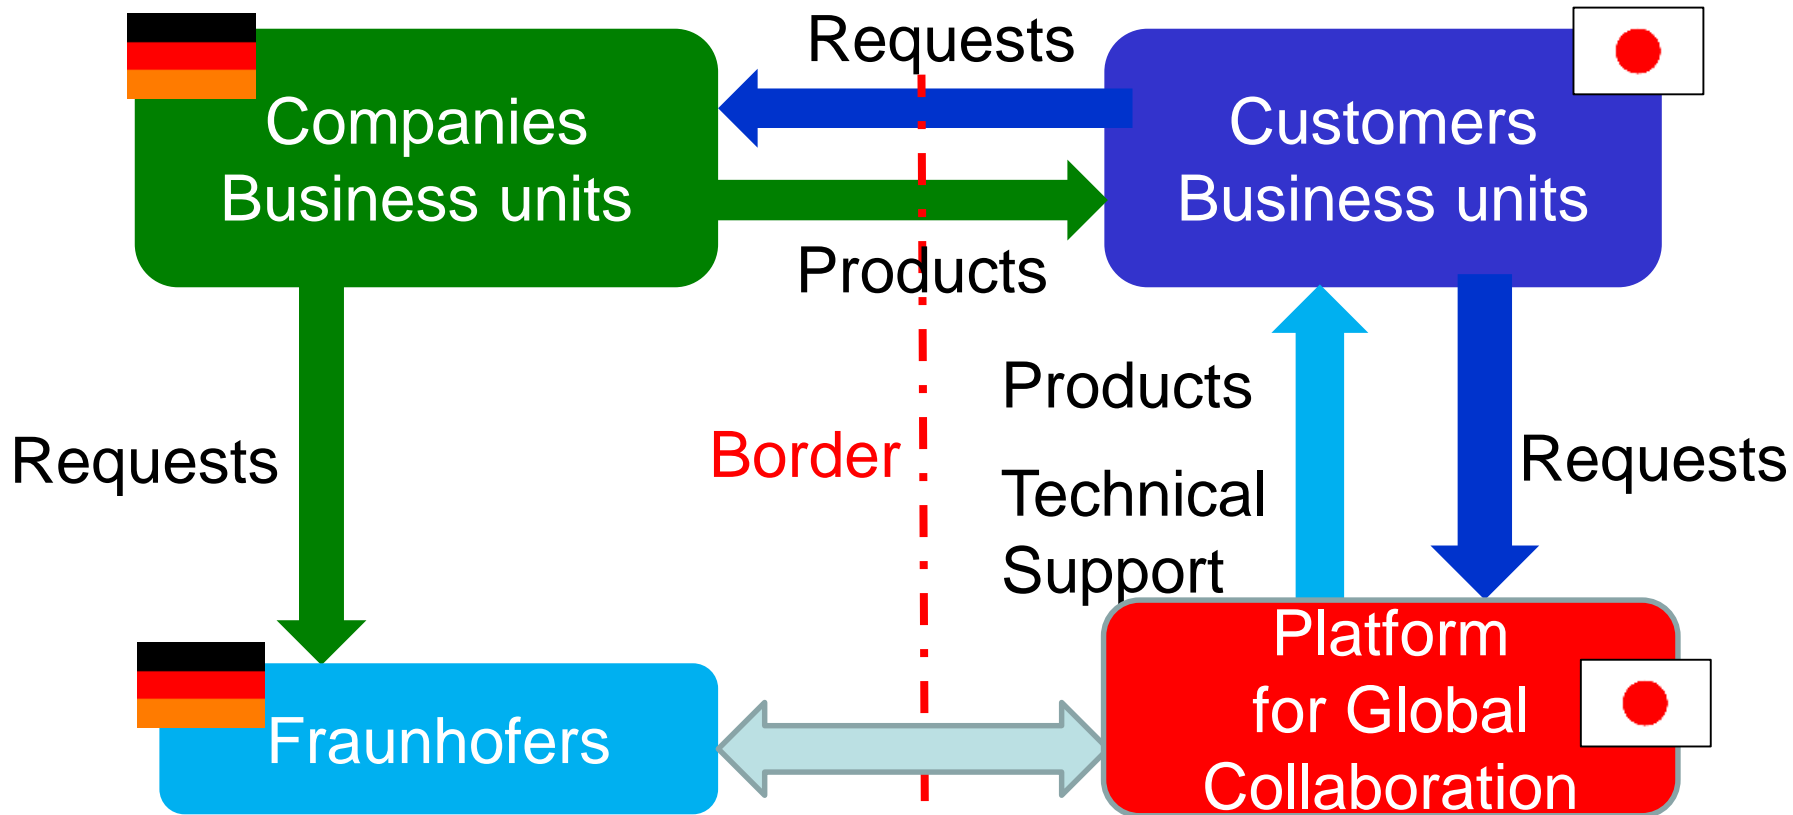 Requests
Companies
Business units
Customers
Business units
Products
Products
Border
Requests
Requests
Technical
Support
Platform
for Global
Collaboration
Fraunhofers